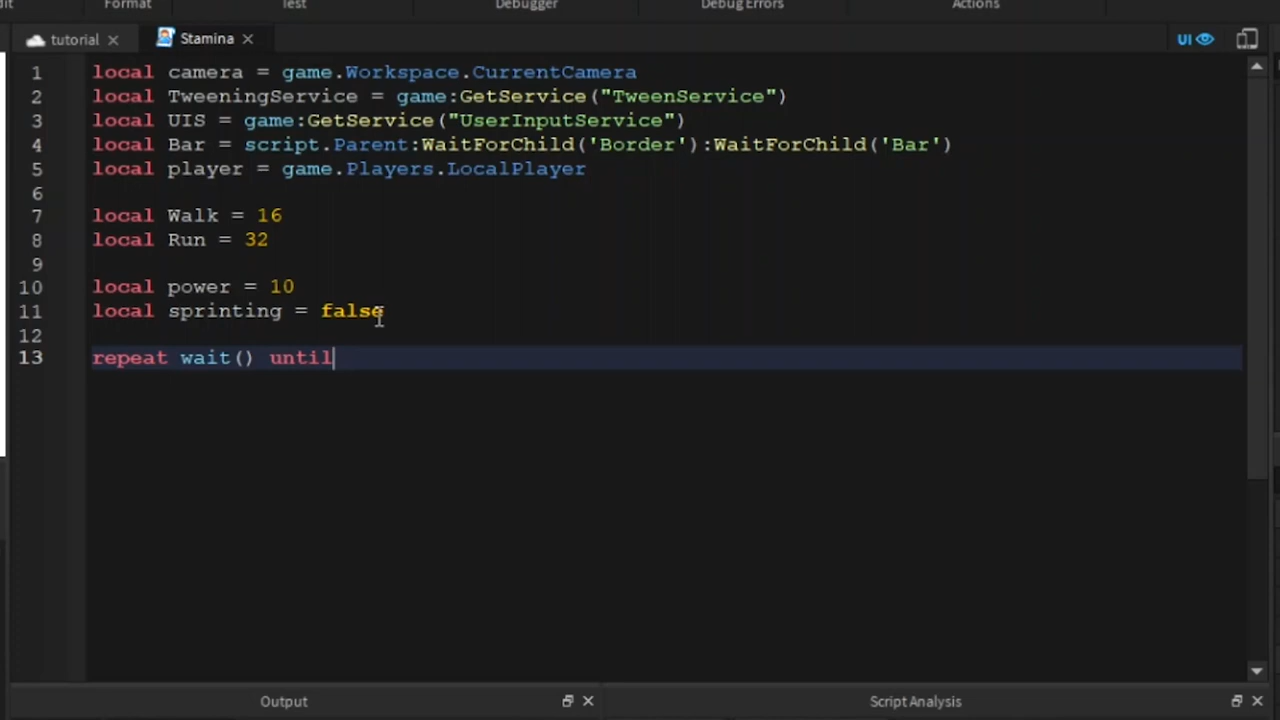 Format Test Debugger Debug Errors Actions
tutorial Stamina UI
1 local camera = game.Workspace.CurrentCamera
2 local TweeningService = game:GetService("TweenService")
3 local UIS = game:GetService("UserInputService")
4 local Bar = script.Parent:WaitForChild('Border'):WaitForChild('Bar')
5 local player = game.Players.LocalPlayer
6
7 local Walk = 16
8 local Run = 32
9
10 local power = 10
11 local sprinting = false
12
13 repeat wait() until
Output Script Analysis